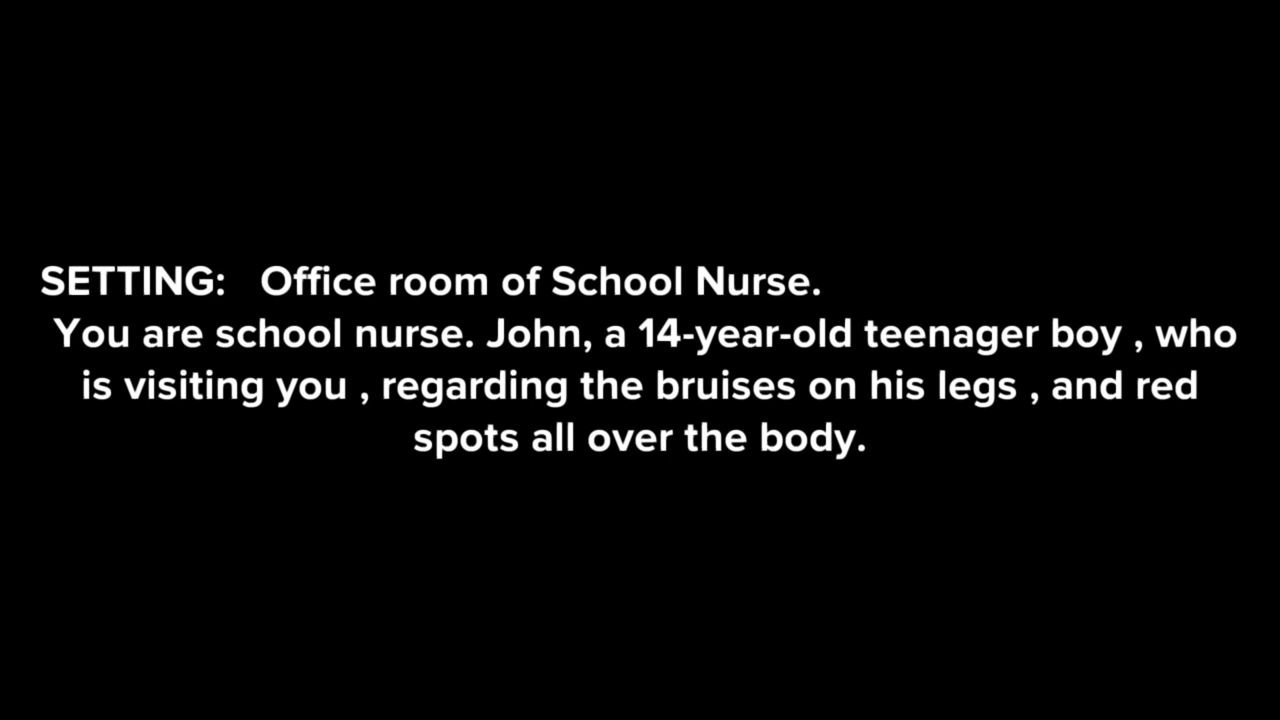 SETTING:   Office room of School Nurse.
You are school nurse. John, a 14-year-old teenager boy , who
is visiting you , regarding the bruises on his legs , and red
spots all over the body.